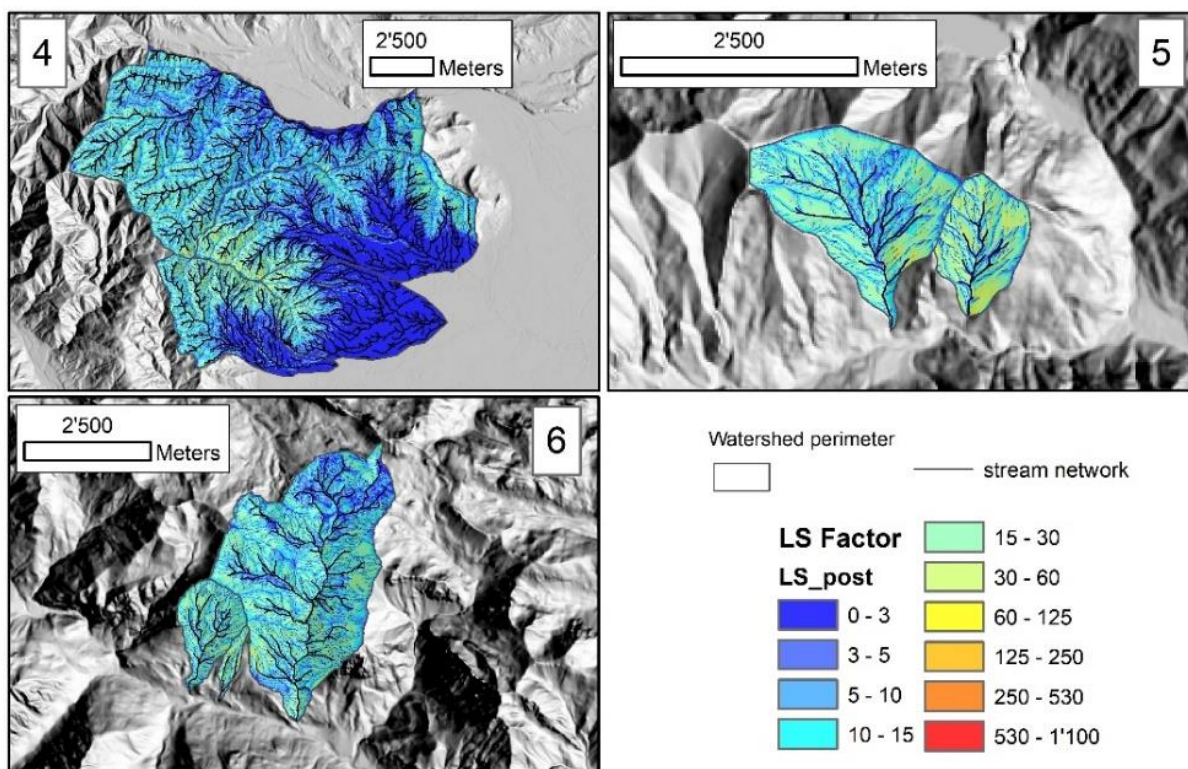 4
2'500
Meters
2'500
Meters
5
2'500
Meters
6
Watershed perimeter
stream network
LS Factor
LS_post
0 - 3
3 - 5
5 - 10
10 - 15
15 - 30
30 - 60
60 - 125
125 - 250
250 - 530
530 - 1'100